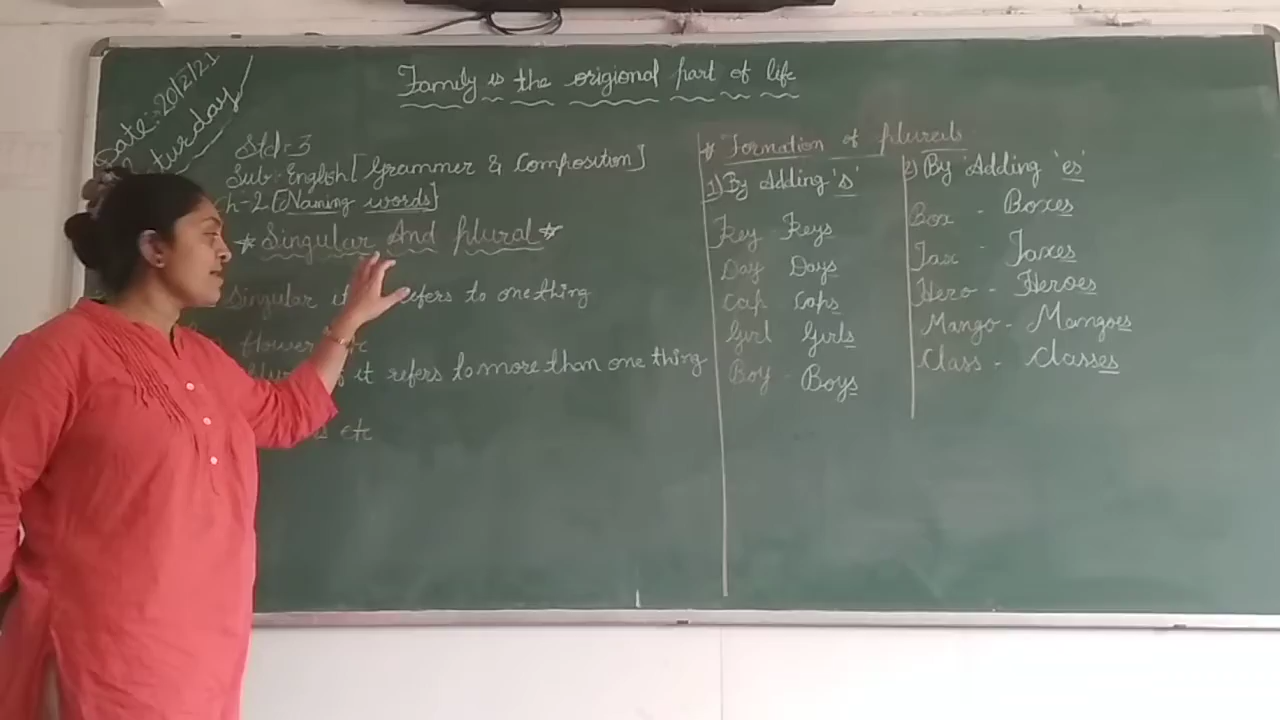 Date:- 20/2/21
turday
Family is the origional part of life
Std:-3
Sub:- English [Grammer & Composition]
Ch-2 [Naming words]
* Singular And plural *
Singular it refers to one thing
flower etc
it refers to more than one thing
etc
* Formation of plurals
1) By Adding 's'
Key - Keys
Day Days
Cap Caps
Girl Girls
Boy - Boys
2) By Adding 'es'
Box - Boxes
Tax - Taxes
Hero - Heroes
Mango - Mangoes
Class - Classes